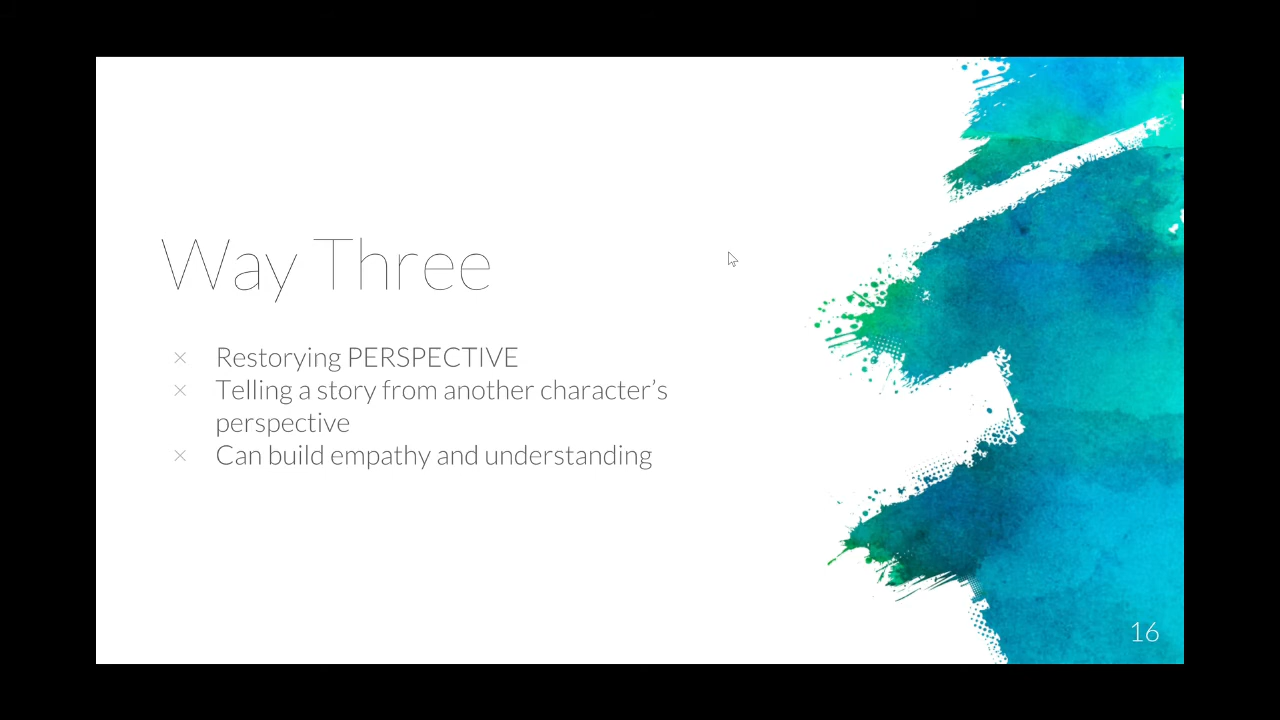 Way Three
× Restorying PERSPECTIVE
× Telling a story from another character’s
perspective
× Can build empathy and understanding
16